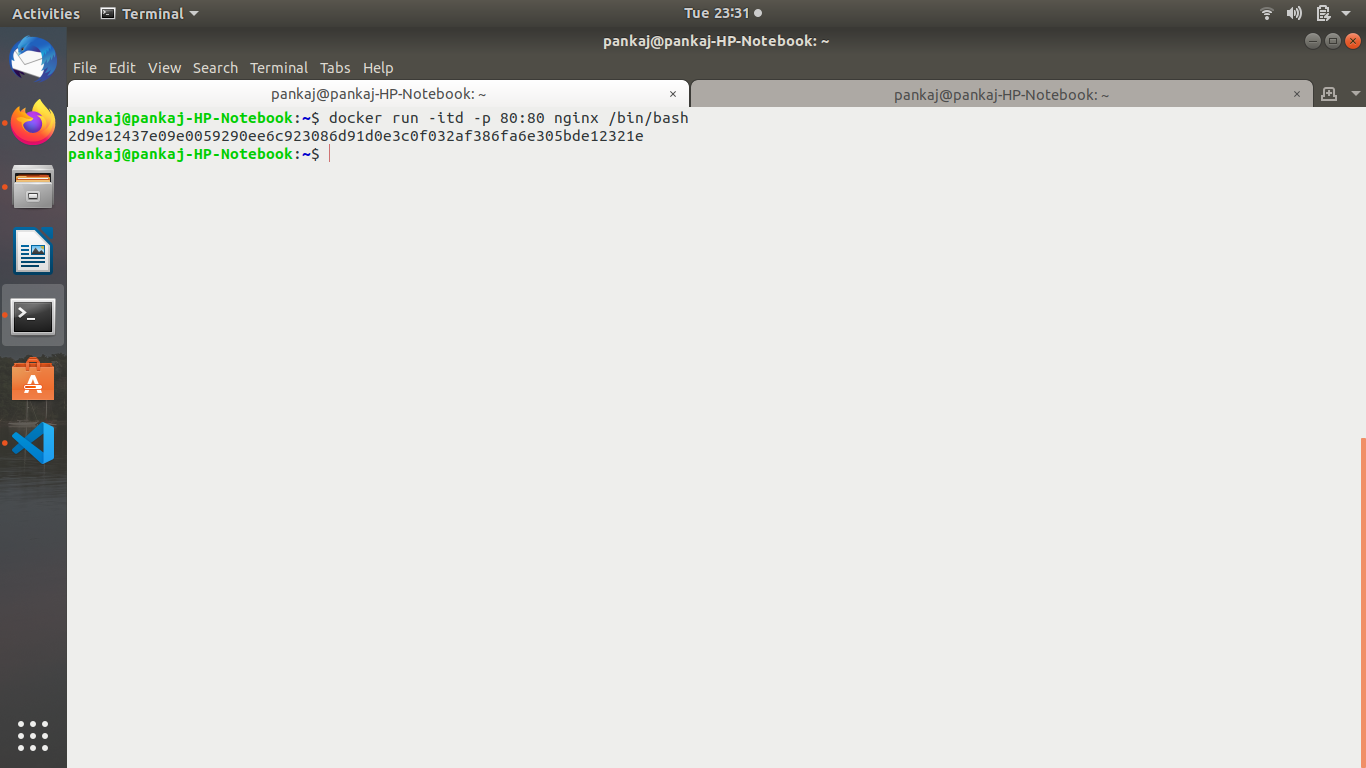 Activities
Terminal
Tue 23:31
pankaj@pankaj-HP-Notebook: ~
File Edit View Search Terminal Tabs Help
pankaj@pankaj-HP-Notebook: ~
pankaj@pankaj-HP-Notebook: ~
pankaj@pankaj-HP-Notebook:~$ docker run -itd -p 80:80 nginx /bin/bash
2d9e12437e09e0059290ee6c923086d91d0e3c0f032af386fa6e305bde12321e
pankaj@pankaj-HP-Notebook:~$